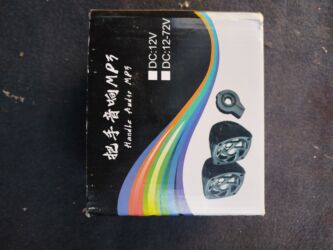 把手音响MP3
Handle Audio MP3
DC:12V
DC:12-72V